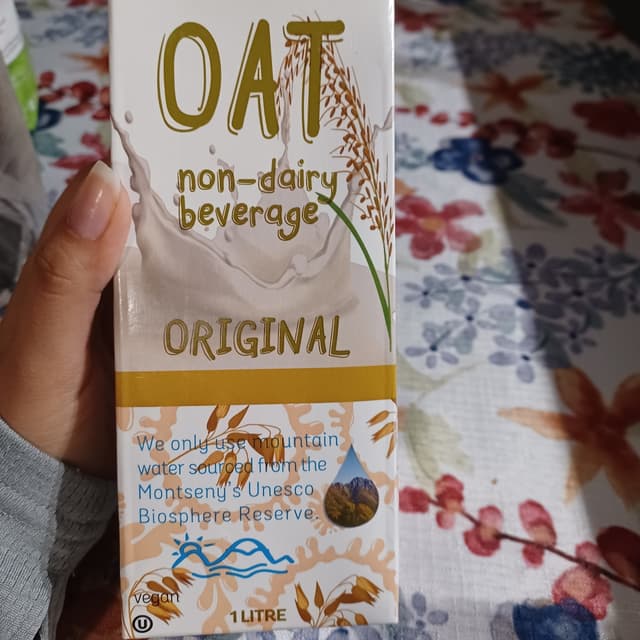 OAT
non-dairy
beverage
ORIGINAL
We only use mountain
water sourced from the
Montseny's Unesco
Biosphere Reserve.
vegan
U
1 LITRE